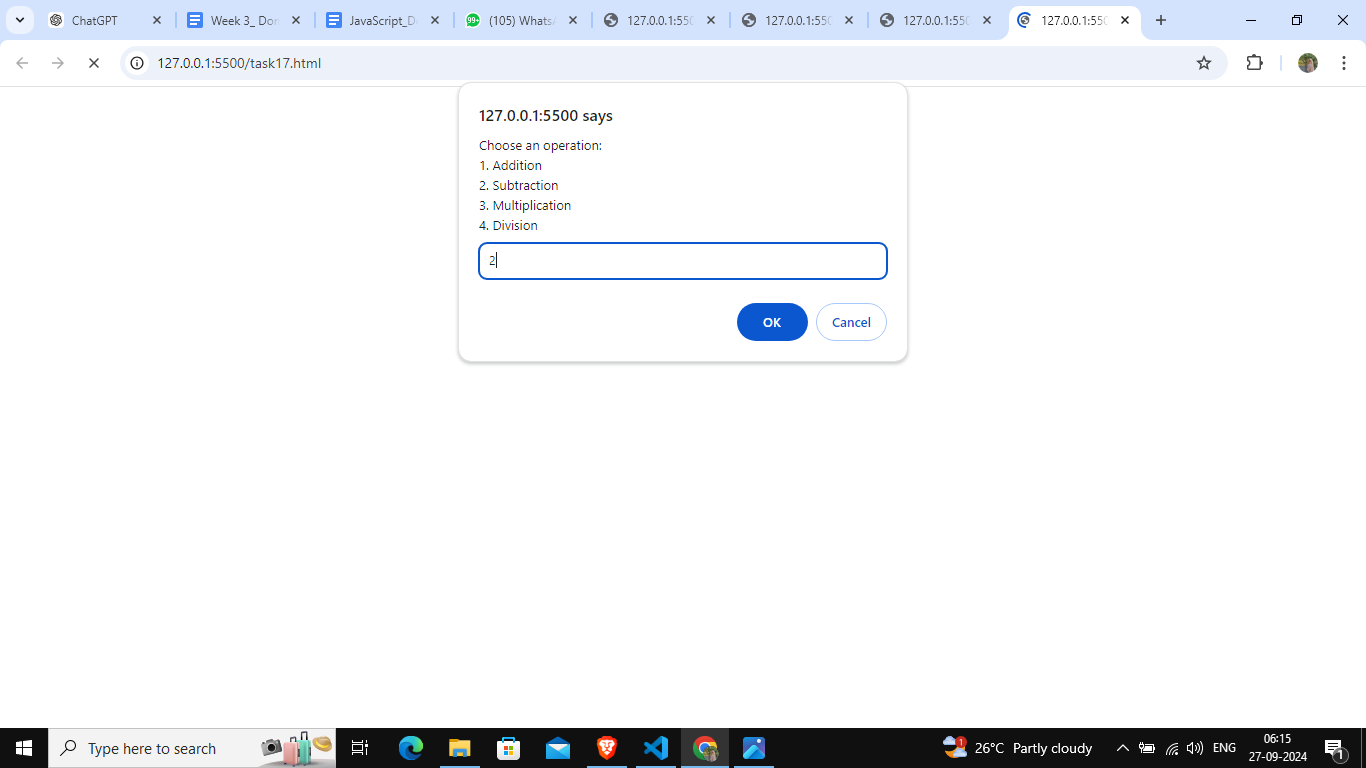 ChatGPT
Week 3_ Dom
JavaScript_D
(105) Whats
127.0.0.1:550
127.0.0.1:550
127.0.0.1:550
127.0.0.1:550
127.0.0.1:5500/task17.html
127.0.0.1:5500 says
Choose an operation:
1. Addition
2. Subtraction
3. Multiplication
4. Division
2
OK
Cancel
Type here to search
26°C Partly cloudy
ENG
06:15
27-09-2024
1